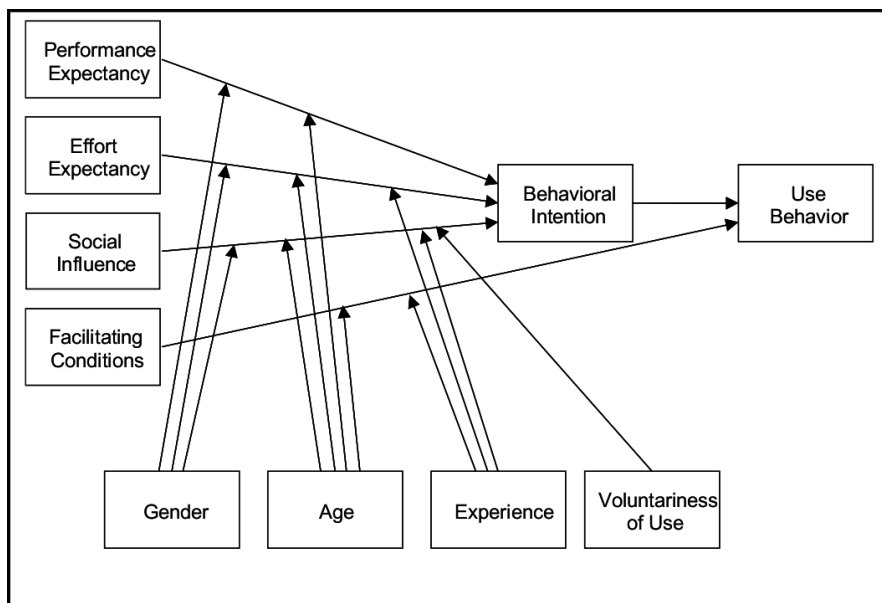 Performance
Expectancy
Effort
Expectancy
Social
Influence
Facilitating
Conditions
Behavioral
Intention
Use
Behavior
Gender
Age
Experience
Voluntariness
of Use